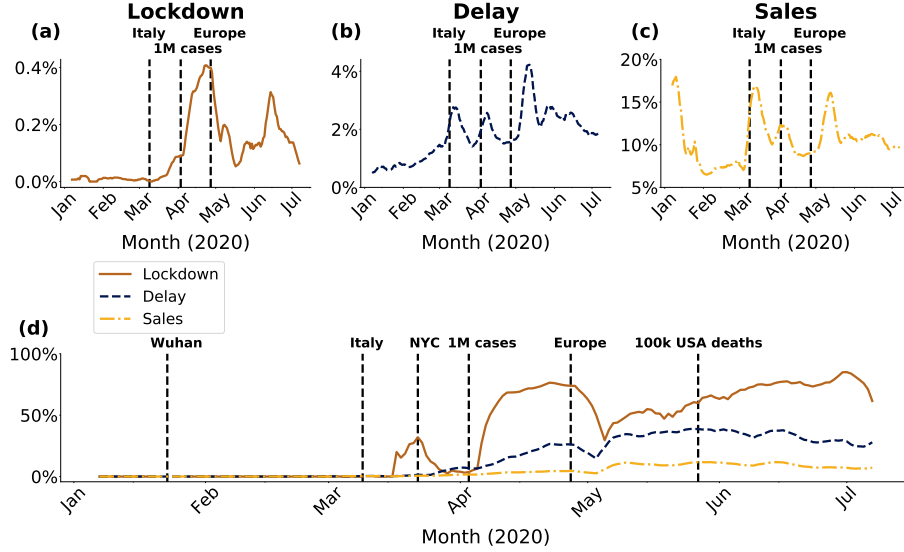 Lockdown
Delay
Sales
(a)
Italy
Europe
1M cases
0.4%
0.2%
0.0%
Jan
Feb
Mar
Apr
May
Jun
Jul
Month (2020)
(b)
Italy
Europe
1M cases
4%
2%
0%
Jan
Feb
Mar
Apr
May
Jun
Jul
Month (2020)
(c)
Italy
Europe
1M cases
20%
15%
10%
5%
Jan
Feb
Mar
Apr
May
Jun
Jul
Month (2020)
Lockdown
Delay
Sales
(d)
Wuhan
Italy
NYC
1M cases
Europe
100k USA deaths
100%
50%
0%
Jan
Feb
Mar
Apr
May
Jun
Jul
Month (2020)